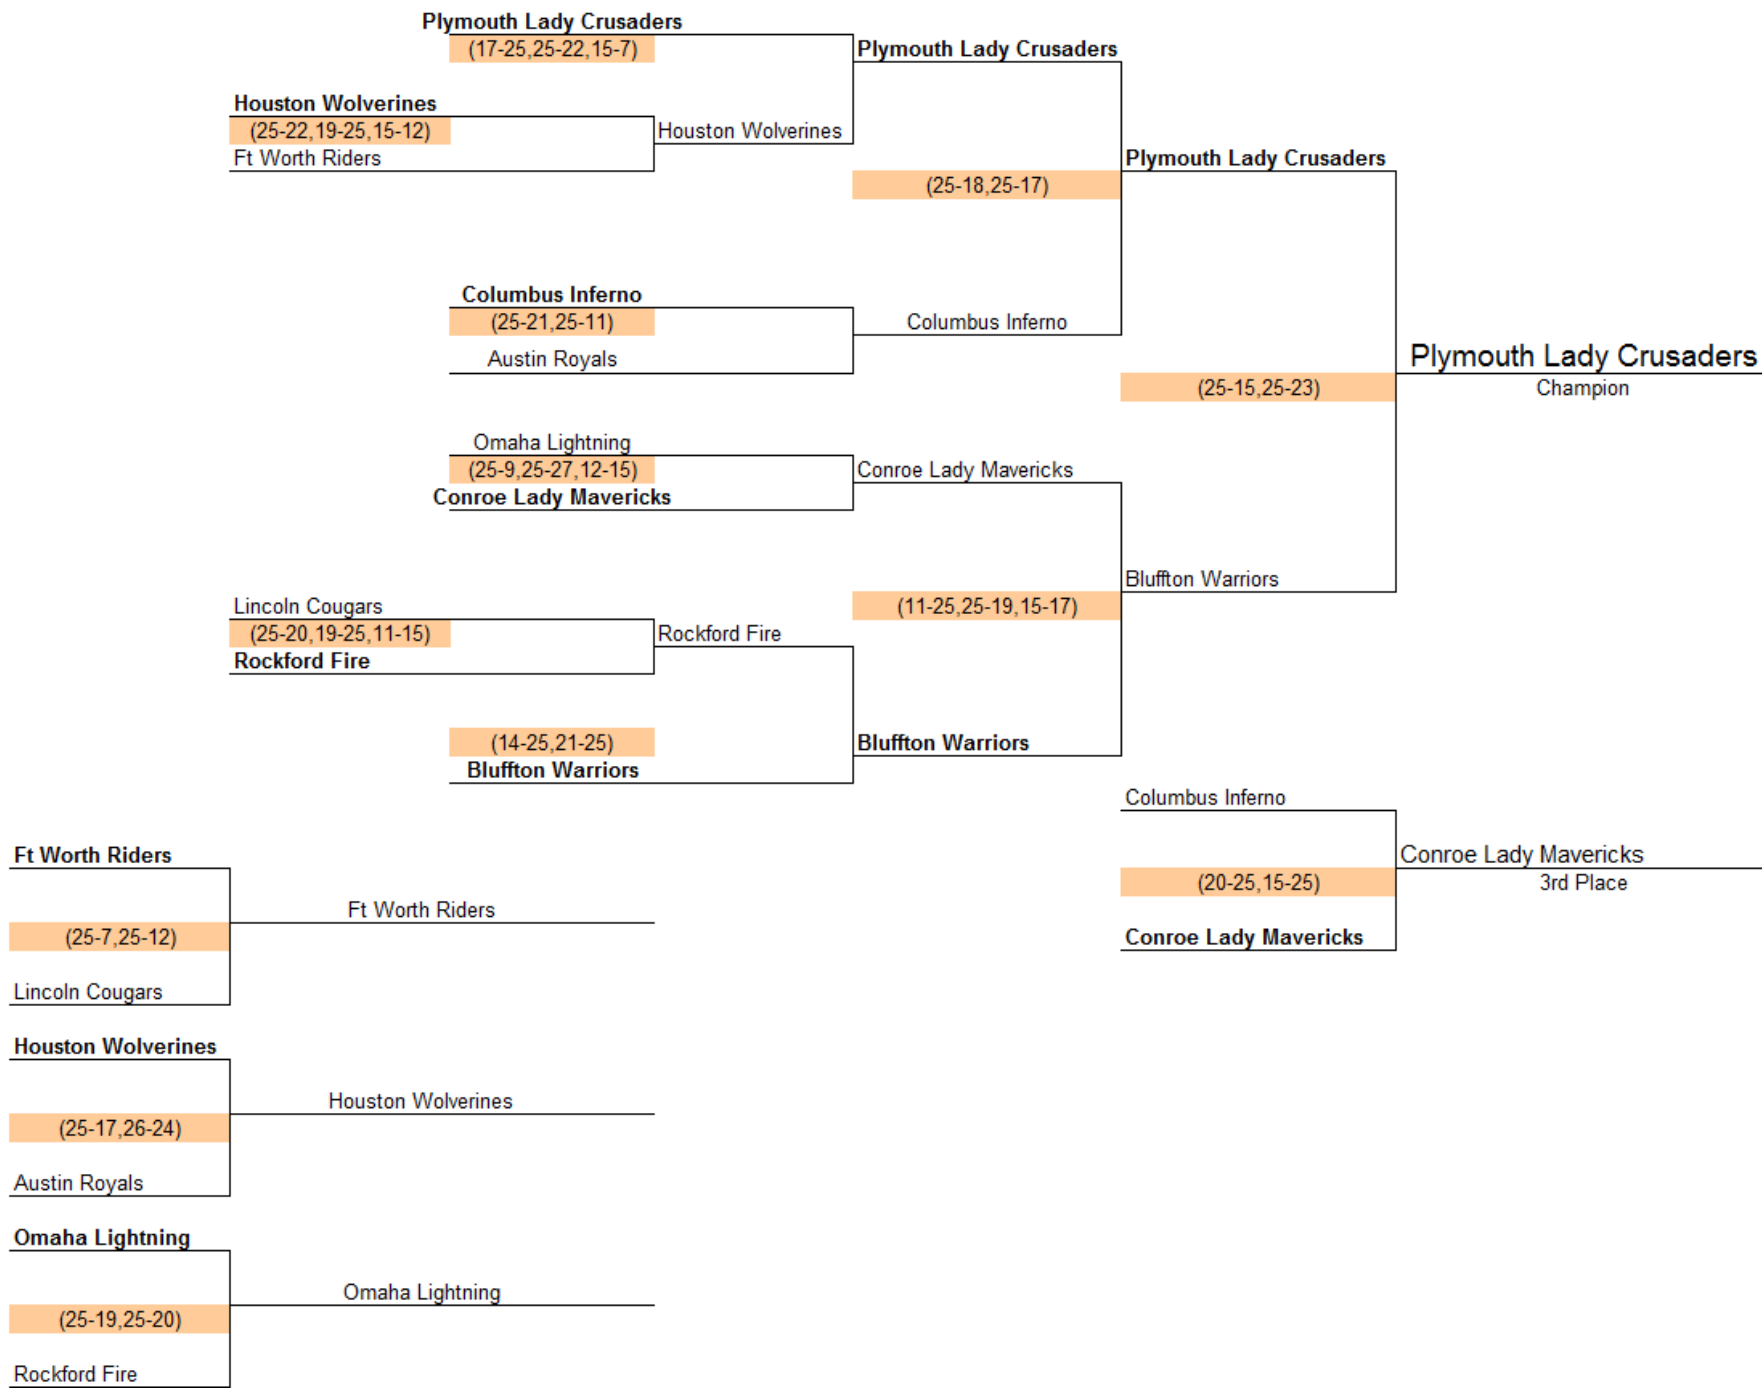 Plymouth Lady Crusaders
(17-25,25-22,15-7)
Plymouth Lady Crusaders
Houston Wolverines
(25-22,19-25,15-12)
Houston Wolverines
Ft Worth Riders
Plymouth Lady Crusaders
(25-18,25-17)
Columbus Inferno
(25-21,25-11)
Columbus Inferno
Austin Royals
Plymouth Lady Crusaders
(25-15,25-23)
Champion
Omaha Lightning
(25-9,25-27,12-15)
Conroe Lady Mavericks
Conroe Lady Mavericks
Bluffton Warriors
Lincoln Cougars
(11-25,25-19,15-17)
(25-20,19-25,11-15)
Rockford Fire
Rockford Fire
(14-25,21-25)
Bluffton Warriors
Bluffton Warriors
Columbus Inferno
Conroe Lady Mavericks
(20-25,15-25)
3rd Place
Conroe Lady Mavericks
Ft Worth Riders
Ft Worth Riders
(25-7,25-12)
Lincoln Cougars
Houston Wolverines
Houston Wolverines
(25-17,26-24)
Austin Royals
Omaha Lightning
Omaha Lightning
(25-19,25-20)
Rockford Fire